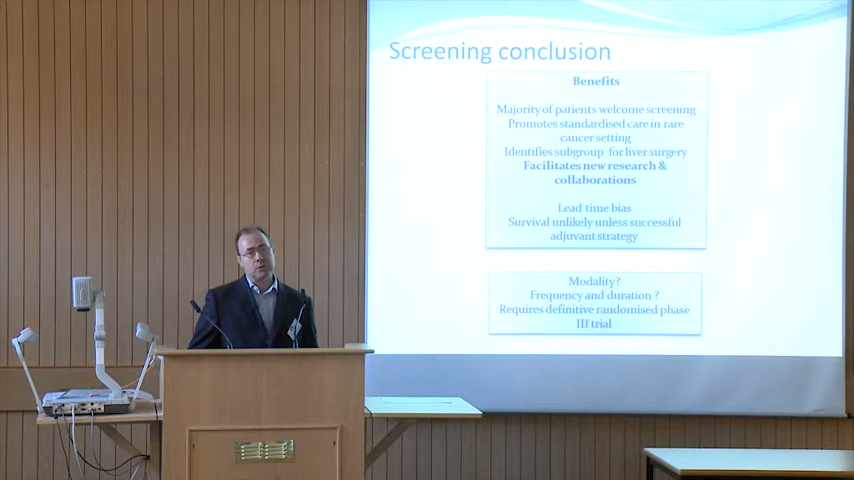 Screening conclusion
Benefits
Majority of patients welcome screening
Promotes standardised care in rare
cancer setting
Identifies subgroup for liver surgery
Facilitates new research &
collaborations
Lead time bias
Survival unlikely unless successful
adjuvant strategy
Modality?
Frequency and duration ?
Requires definitive randomised phase
III trial